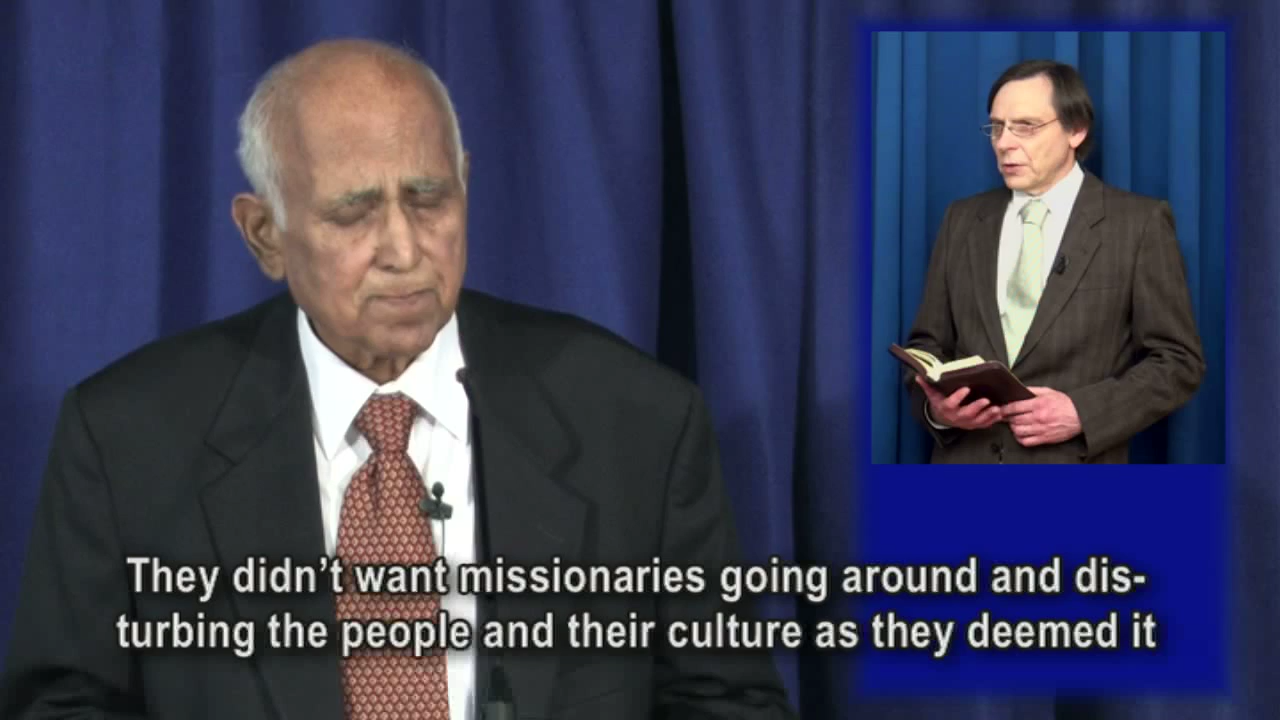 They didn’t want missionaries going around and dis-
turbing the people and their culture as they deemed it